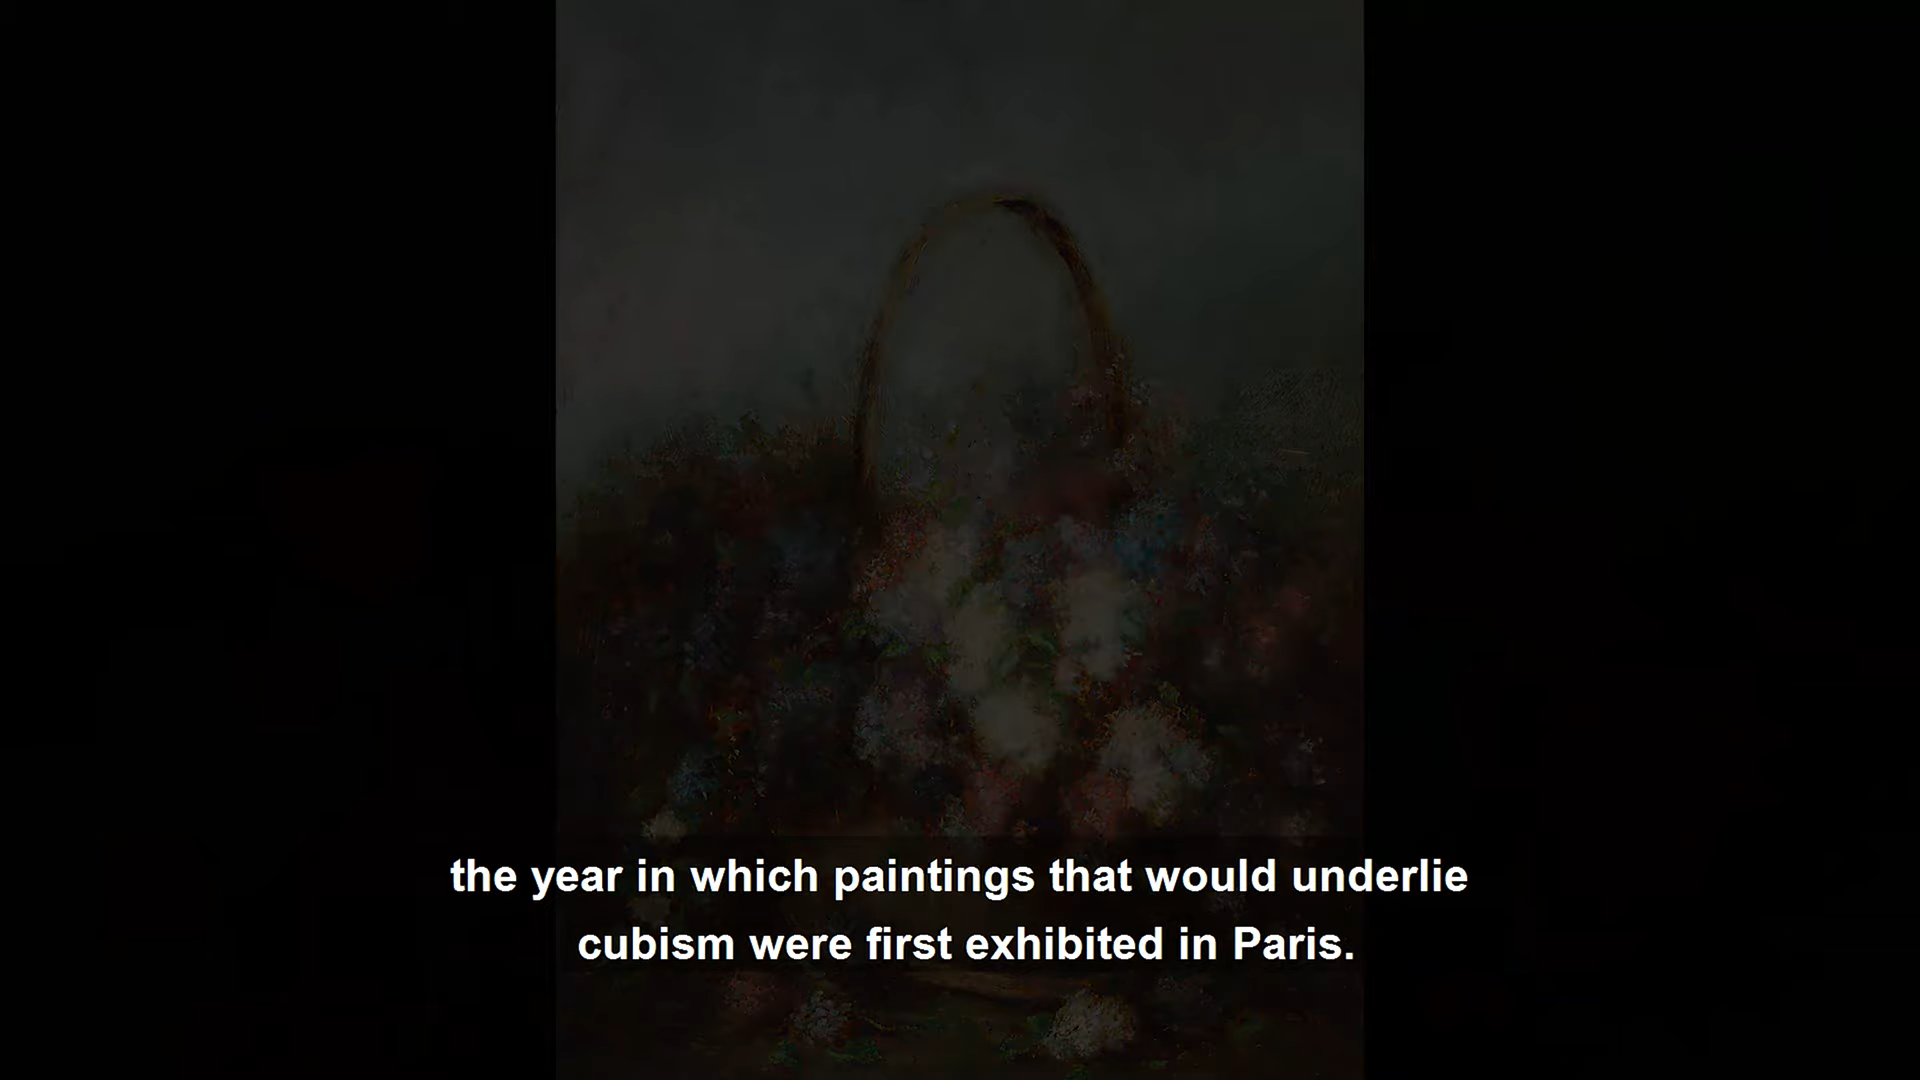 the year in which paintings that would underlie
cubism were first exhibited in Paris.